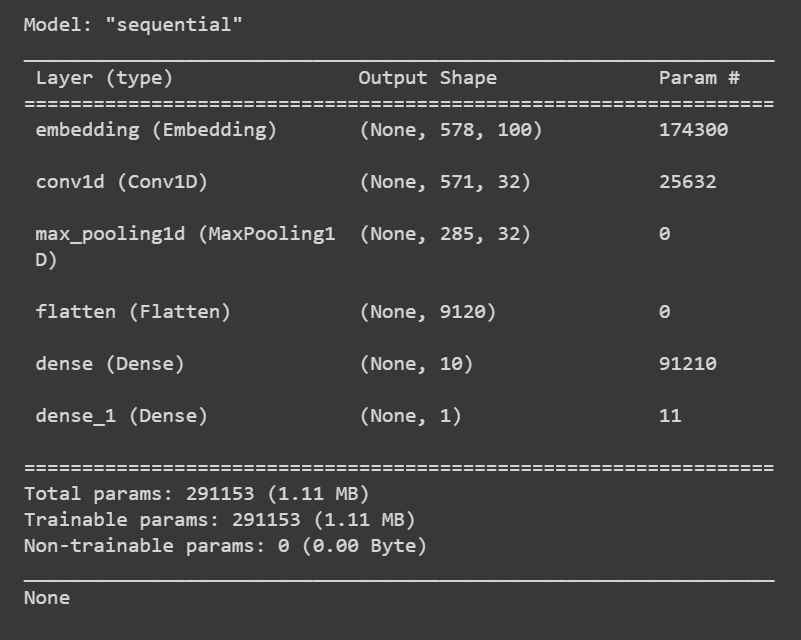 Model: "sequential"
_________________________________________________________________
Layer (type) Output Shape Param #
=================================================================
embedding (Embedding) (None, 578, 100) 174300
conv1d (Conv1D) (None, 571, 32) 25632
max_pooling1d (MaxPooling1 (None, 285, 32) 0
D)
flatten (Flatten) (None, 9120) 0
dense (Dense) (None, 10) 91210
dense_1 (Dense) (None, 1) 11
=================================================================
Total params: 291153 (1.11 MB)
Trainable params: 291153 (1.11 MB)
Non-trainable params: 0 (0.00 Byte)
_________________________________________________________________
None